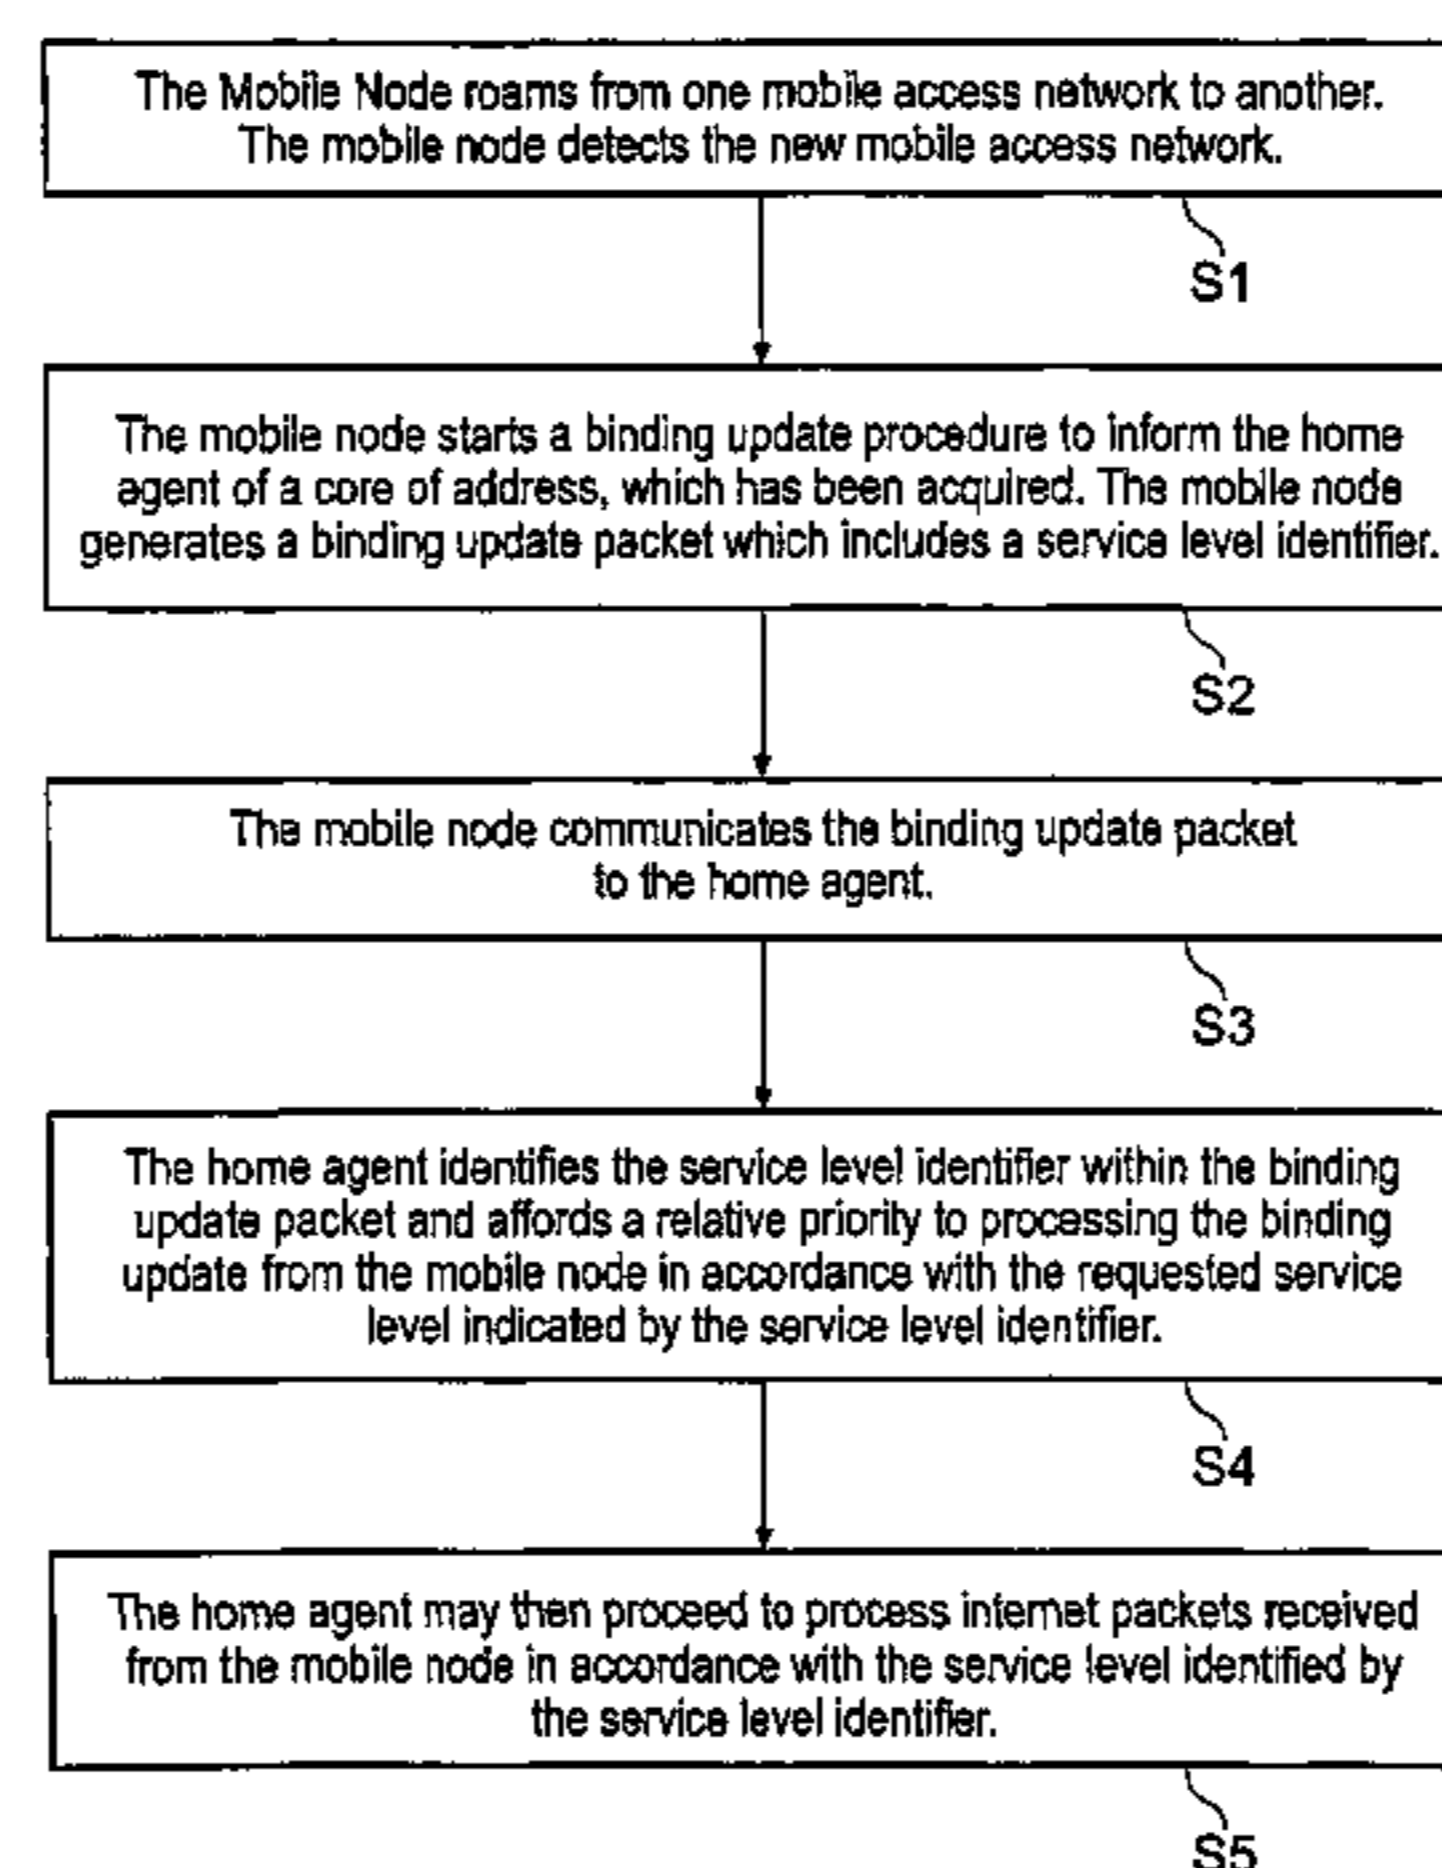 The Mobile Node roams from one mobile access network to another.
The mobile node detects the new mobile access network.
S1
The mobile node starts a binding update procedure to inform the home
agent of a core of address, which has been acquired. The mobile node
generates a binding update packet which includes a service level identifier.
S2
The mobile node communicates the binding update packet
to the home agent.
S3
The home agent identifies the service level identifier within the binding
update packet and affords a relative priority to processing the binding
update from the mobile node in accordance with the requested service
level indicated by the service level identifier.
S4
The home agent may then proceed to process internet packets received
from the mobile node in accordance with the service level identified by
the service level identifier.
S5